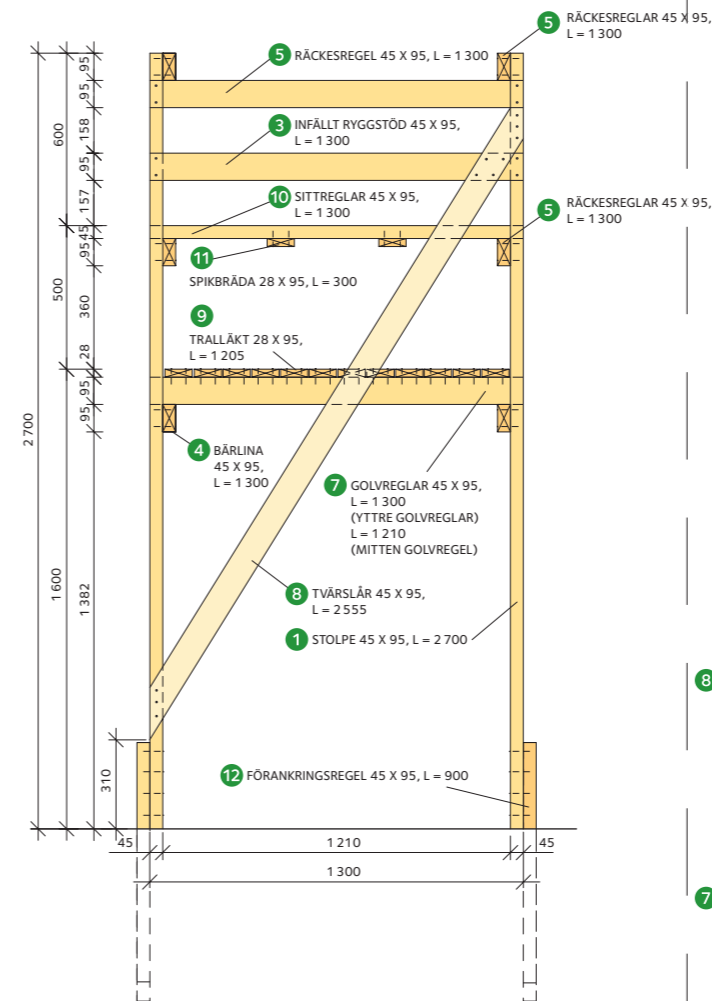 5 RÄCKESREGLAR 45 X 95,
L = 1 300
5 RÄCKESREGEL 45 X 95, L = 1 300
3 INFÄLLT RYGGSTÖD 45 X 95,
L = 1 300
10 SITTREGLAR 45 X 95,
L = 1 300
5 RÄCKESREGLAR 45 X 95,
L = 1 300
11
SPIKBRÄDA 28 X 95, L = 300
9
TRALLÄKT 28 X 95,
L = 1 205
4 BÄRLINA
45 X 95,
L = 1 300
7 GOLVREGLAR 45 X 95,
L = 1 300
(YTTRE GOLVREGLAR)
L = 1 210
(MITTEN GOLVREGEL)
8 TVÄRSLÅR 45 X 95,
L = 2 555
1 STOLPE 45 X 95, L = 2 700
12 FÖRANKRINGSREGEL 45 X 95, L = 900
8
7
2 700
600
500
1 600
95
95
158
95
157
45
95
360
28
95
95
1 382
310
45
1 210
45
1 300